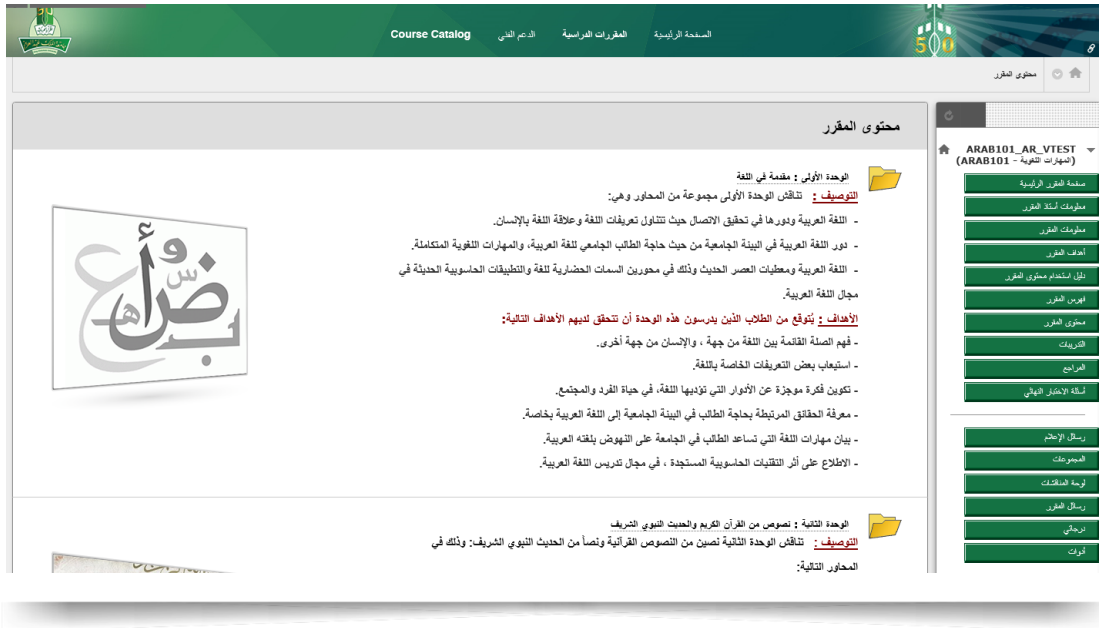 الصفحة الرئيسية
المقررات الدراسية
الدعم الفني
Course Catalog
500
محتوى المقرر
محتوى المقرر
الوحدة الأولى : مقدمة في اللغة
التوصيف : تناقش الوحدة الأولى مجموعة من المحاور وهي:
- اللغة العربية ودورها في تحقيق الاتصال حيث تتناول تعريفات اللغة وعلاقة اللغة بالإنسان.
- دور اللغة العربية في البيئة الجامعية من حيث حاجة الطالب الجامعي للغة العربية، والمهارات اللغوية المتكاملة.
- اللغة العربية ومعطيات العصر الحديث وذلك في محورين السمات الحضارية للغة والتطبيقات الحاسوبية الحديثة في
مجال اللغة العربية.
الأهداف : يُتوقع من الطلاب الذين يدرسون هذه الوحدة أن تتحقق لديهم الأهداف التالية:
- فهم الصلة القائمة بين اللغة من جهة ، والإنسان من جهة أخرى.
- استيعاب بعض التعريفات الخاصة باللغة.
- تكوين فكرة موجزة عن الأدوار التي تؤديها اللغة، في حياة الفرد والمجتمع.
- معرفة الحقائق المرتبطة بحاجة الطالب في البيئة الجامعية إلى اللغة العربية بخاصة.
- بيان مهارات اللغة التي تساعد الطالب في الجامعة على النهوض بلغته العربية.
- الاطلاع على أثر التقنيات الحاسوبية المستجدة ، في مجال تدريس اللغة العربية.
الوحدة الثانية : نصوص من القرآن الكريم والحديث النبوي الشريف
التوصيف : تناقش الوحدة الثانية نصين من النصوص القرآنية ونصاً من الحديث النبوي الشريف: وذلك في
المحاور التالية:
ARAB101_AR_VTEST
(المهارات اللغوية - ARAB101)
صفحة المقرر الرئيسية
معلومات أستاذ المقرر
معلومات المقرر
أهداف المقرر
دليل استخدام محتوى المقرر
فهرس المقرر
محتوى المقرر
التدريبات
المراجع
أسئلة الاختبار النهائي
رسائل الإعلام
المجموعات
لوحة المناقشات
رسائل المقرر
درجاتي
أدوات